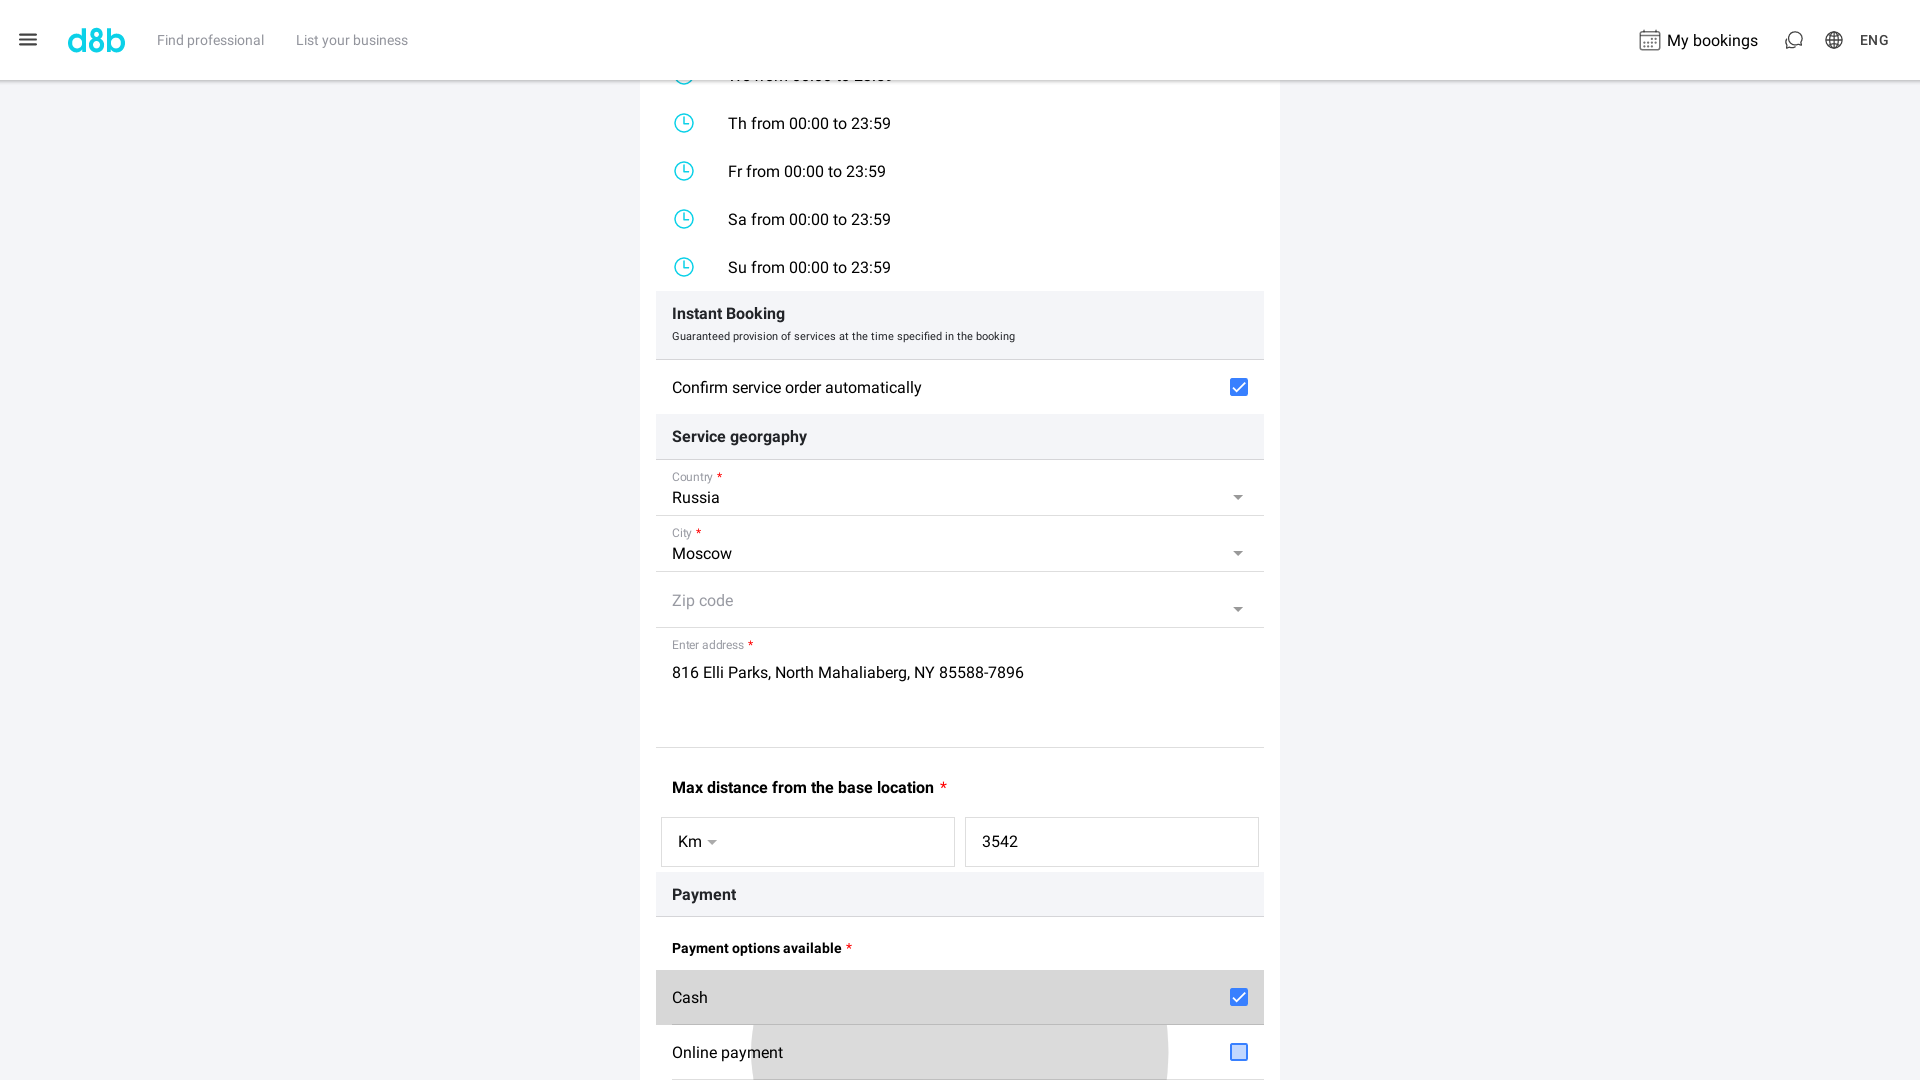 d8b
Find professional
List your business
My bookings
ENG
Th from 00:00 to 23:59
Fr from 00:00 to 23:59
Sa from 00:00 to 23:59
Su from 00:00 to 23:59
Instant Booking
Guaranteed provision of services at the time specified in the booking
Confirm service order automatically
Service georgaphy
Country *
Russia
City *
Moscow
Zip code
Enter address *
816 Elli Parks, North Mahaliaberg, NY 85588-7896
Max distance from the base location *
Km
3542
Payment
Payment options available *
Cash
Online payment